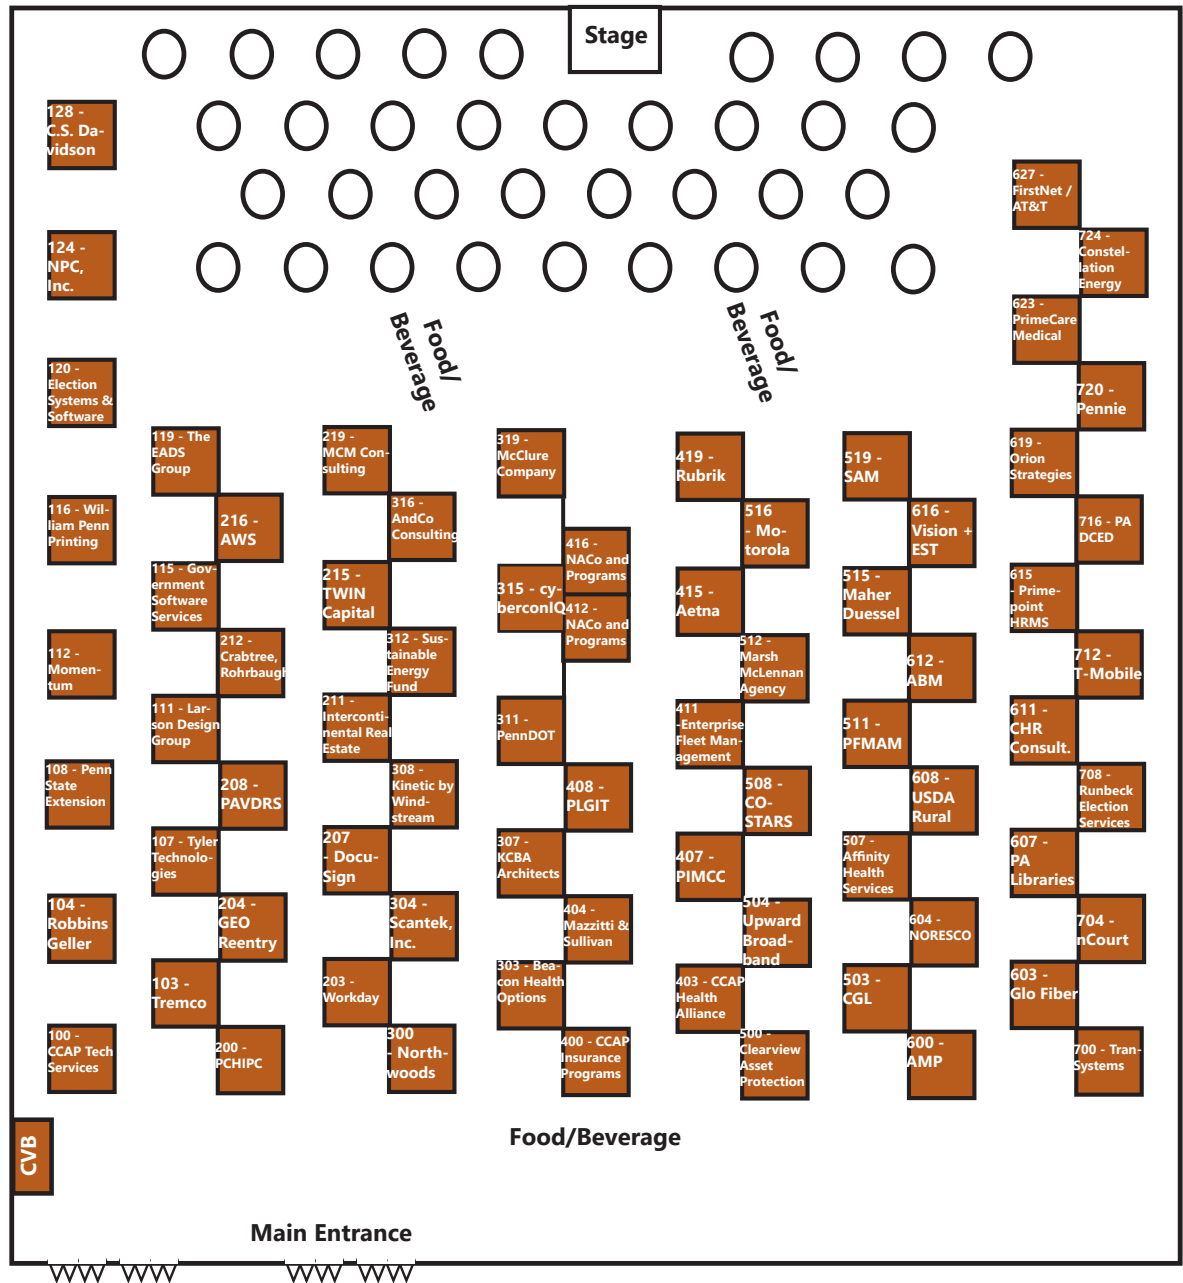 Stage
128 -
C.S. Da-
vidson
124 -
NPC,
Inc.
120 -
Election
Systems &
Software
116 - Wil-
liam Penn
Printing
112 -
Momen-
tum
108 - Penn
State
Extension
104 -
Robbins
Geller
100 -
CCAP Tech
Services
CVB
Food/
Beverage
Food/
Beverage
119 - The
EADS
Group
216 -
AWS
115 - Gov-
ernment
Software
Services
212 -
Crabtree,
Rohrbaugh
111 - Lar-
son Design
Group
208 -
PAVDRS
107 - Tyler
Technolo-
gies
204 -
GEO
Reentry
103 -
Tremco
200 -
PCHIPC
219 -
MCM Con-
sulting
316 -
AndCo
Consulting
215 -
TWIN
Capital
312 - Sus-
tainable
Energy
Fund
211 -
Interconti-
nental Real
Estate
308 -
Kinetic by
Wind-
stream
207
- Docu-
Sign
304 -
Scantek,
Inc.
203 -
Workday
300
- North-
woods
319 -
McClure
Company
416 -
NACo and
Programs
315 - cy-
berconIQ
412 -
NACo and
Programs
311 -
PennDOT
408 -
PLGIT
307 -
KCBA
Architects
404 -
Mazzitti &
Sullivan
303 - Bea-
con Health
Options
400 - CCAP
Insurance
Programs
419 -
Rubrik
516
- Mo-
torola
415 -
Aetna
512 -
Marsh
McLennan
Agency
411
-Enterprise
Fleet Man-
agement
508 -
CO-
STARS
407 -
PIMCC
504 -
Upward
Broad-
band
403 - CCAP
Health
Alliance
500 -
Clearview
Asset
Protection
519 -
SAM
616 -
Vision +
EST
515 -
Maher
Duessel
612 -
ABM
511 -
PFMAM
608 -
USDA
Rural
507 -
Affinity
Health
Services
604 -
NORESCO
503 -
CGL
600 -
AMP
627 -
FirstNet /
AT&T
724 -
Constel-
lation
Energy
623 -
PrimeCare
Medical
720 -
Pennie
619 -
Orion
Strategies
716 - PA
DCED
615
- Prime-
point
HRMS
712 -
T-Mobile
611 -
CHR
Consult.
708 -
Runbeck
Election
Services
607 -
PA
Libraries
704 -
nCourt
603 -
Glo Fiber
700 - Tran-
Systems
Food/Beverage
Main Entrance